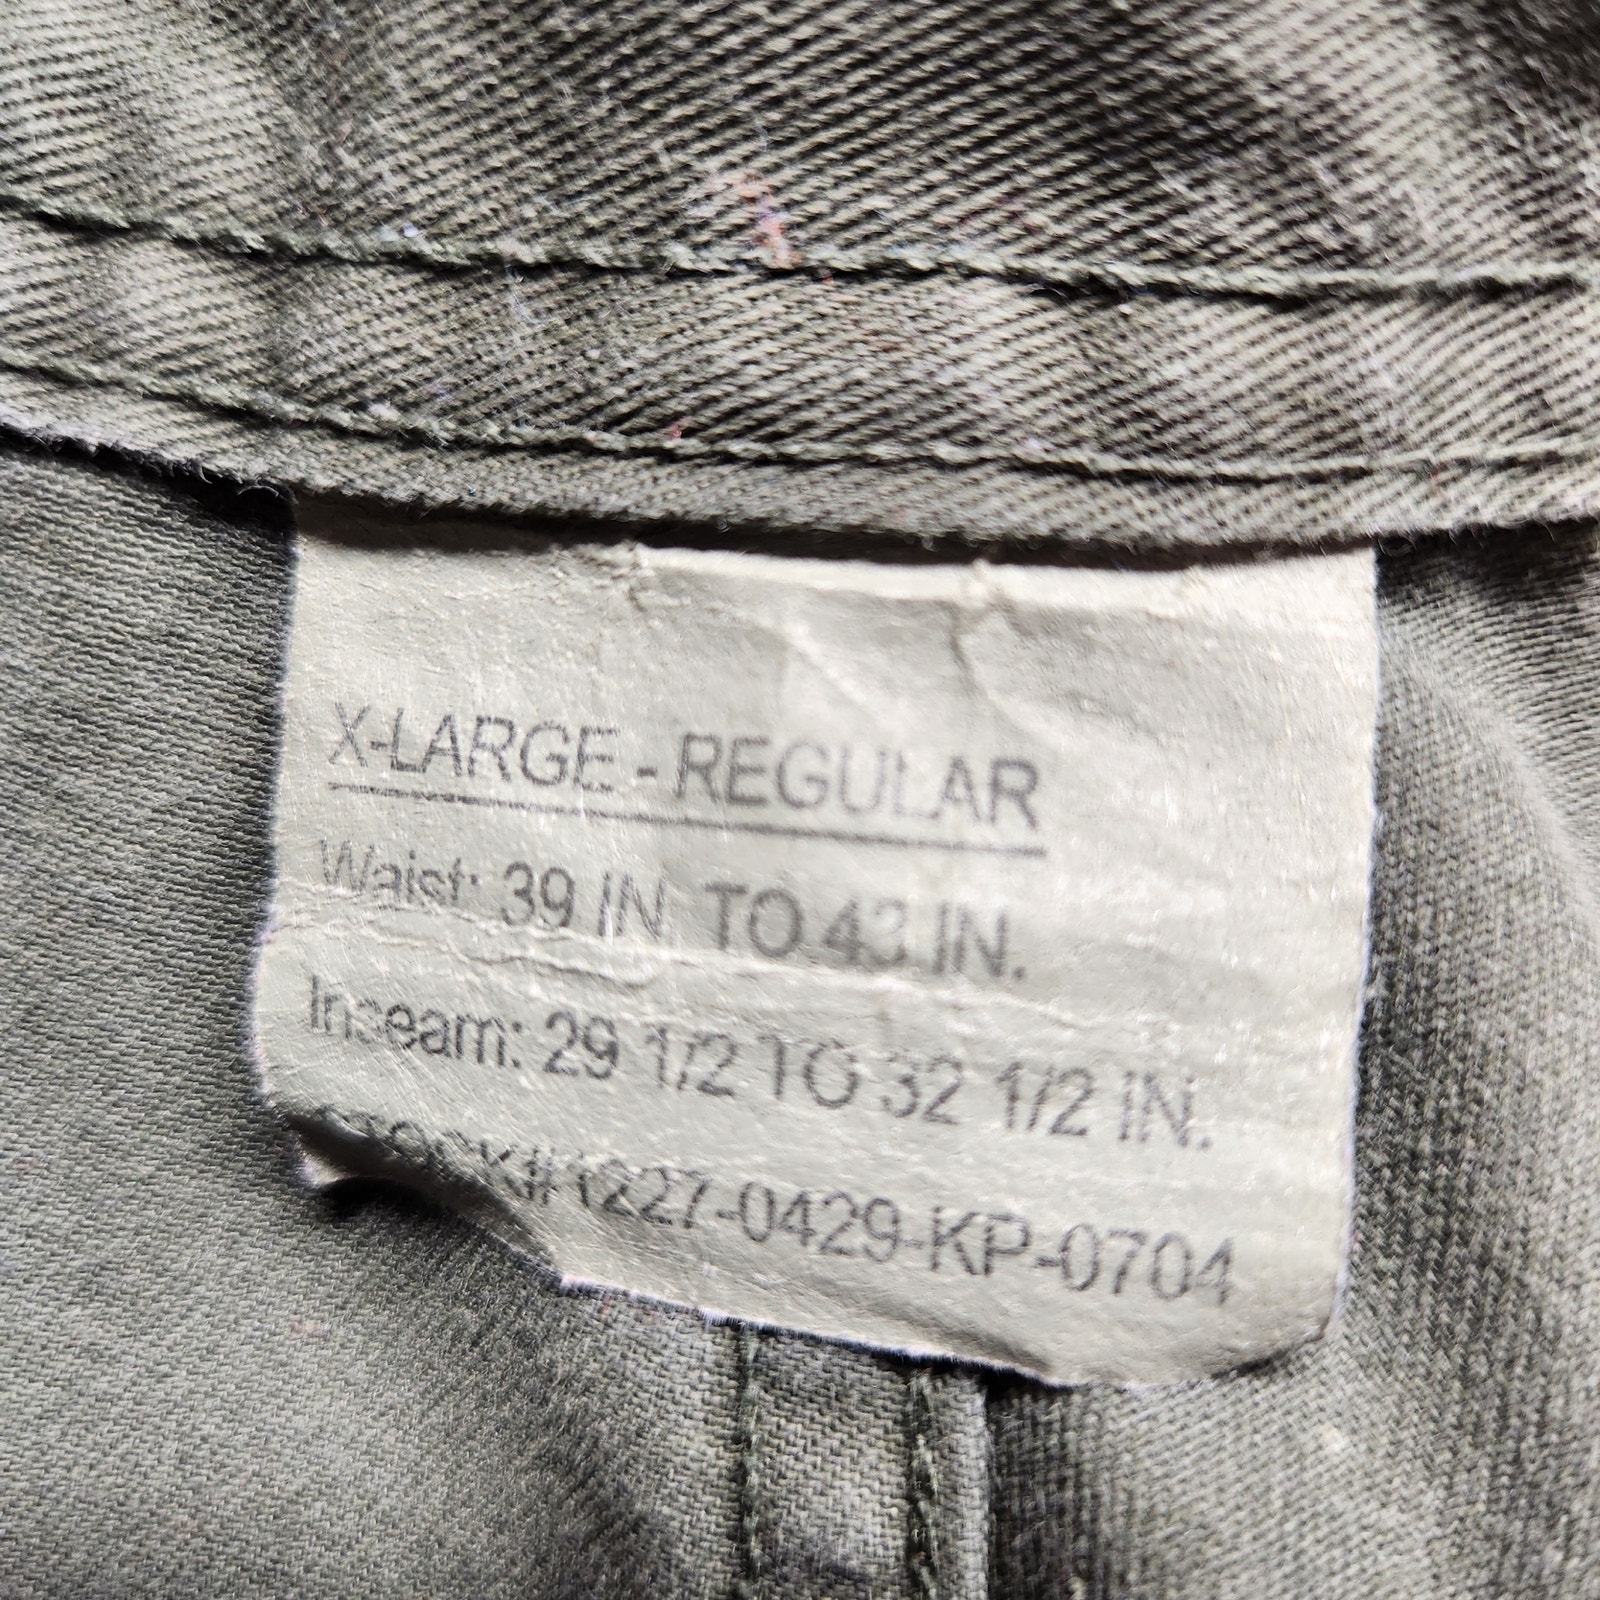 X-LARGE - REGULAR
Waist: 39 IN. TO 43 IN.
Inseam: 29 1/2 TO 32 1/2 IN.
1227-0429-KP-0704